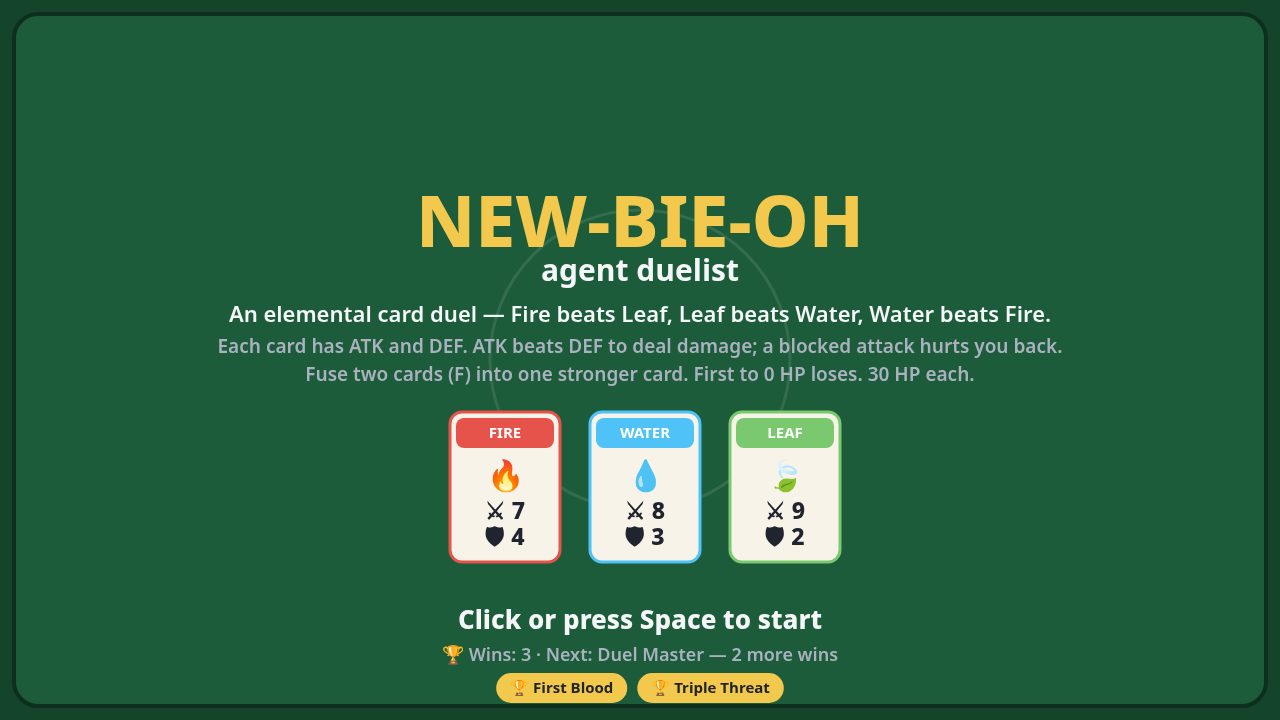 NEW-BIE-OH
agent duelist
An elemental card duel — Fire beats Leaf, Leaf beats Water, Water beats Fire.
Each card has ATK and DEF. ATK beats DEF to deal damage; a blocked attack hurts you back.
Fuse two cards (F) into one stronger card. First to 0 HP loses. 30 HP each.
FIRE
7
4
WATER
8
3
LEAF
9
2
Click or press Space to start
Wins: 3 · Next: Duel Master — 2 more wins
First Blood
Triple Threat